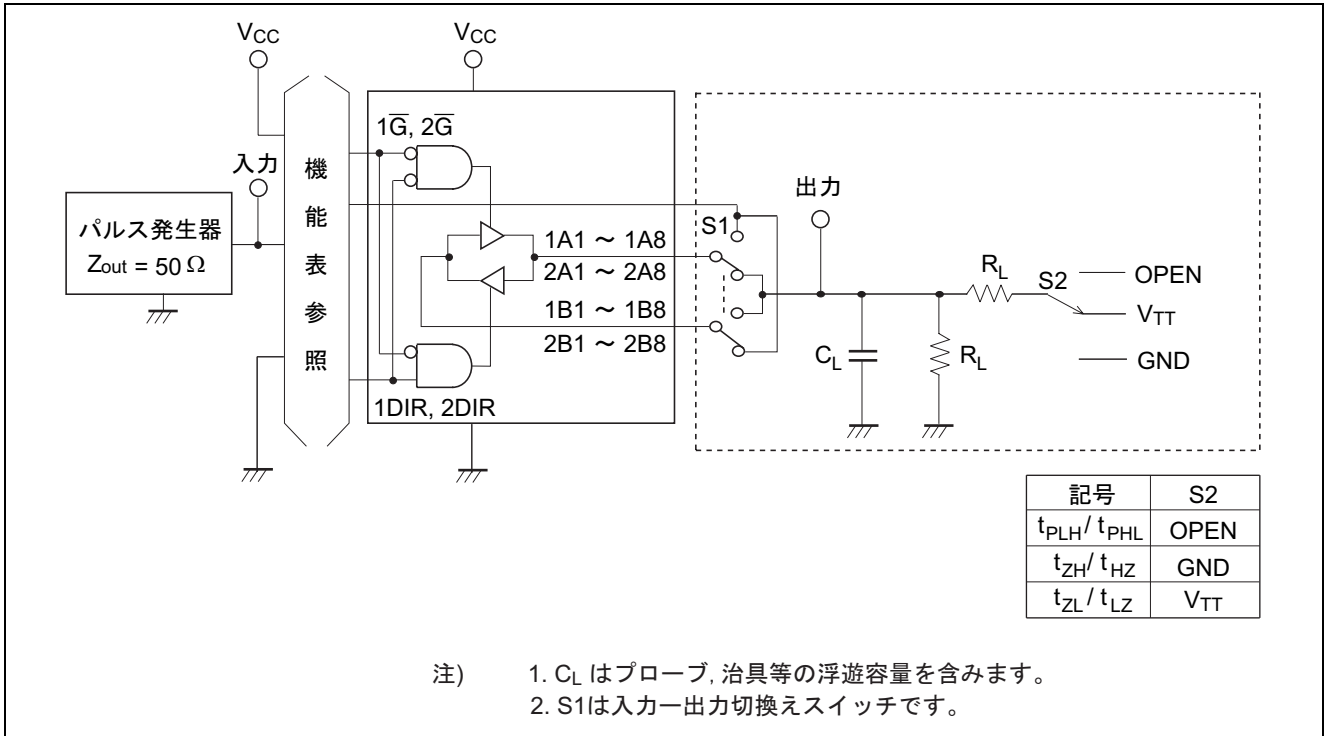 VCC
VCC
1G, 2G
入力
機能表参照
パルス発生器
Zout = 50 Ω
出力
S1
1A1 ～ 1A8
2A1 ～ 2A8
1B1 ～ 1B8
2B1 ～ 2B8
1DIR, 2DIR
CL
RL
RL
S2
OPEN
VTT
GND
記号 S2
tPLH / tPHL OPEN
tZH / tHZ GND
tZL / tLZ VTT
注) 1. CL はプローブ, 治具等の浮遊容量を含みます。
2. S1は入力ー出力切換えスイッチです。